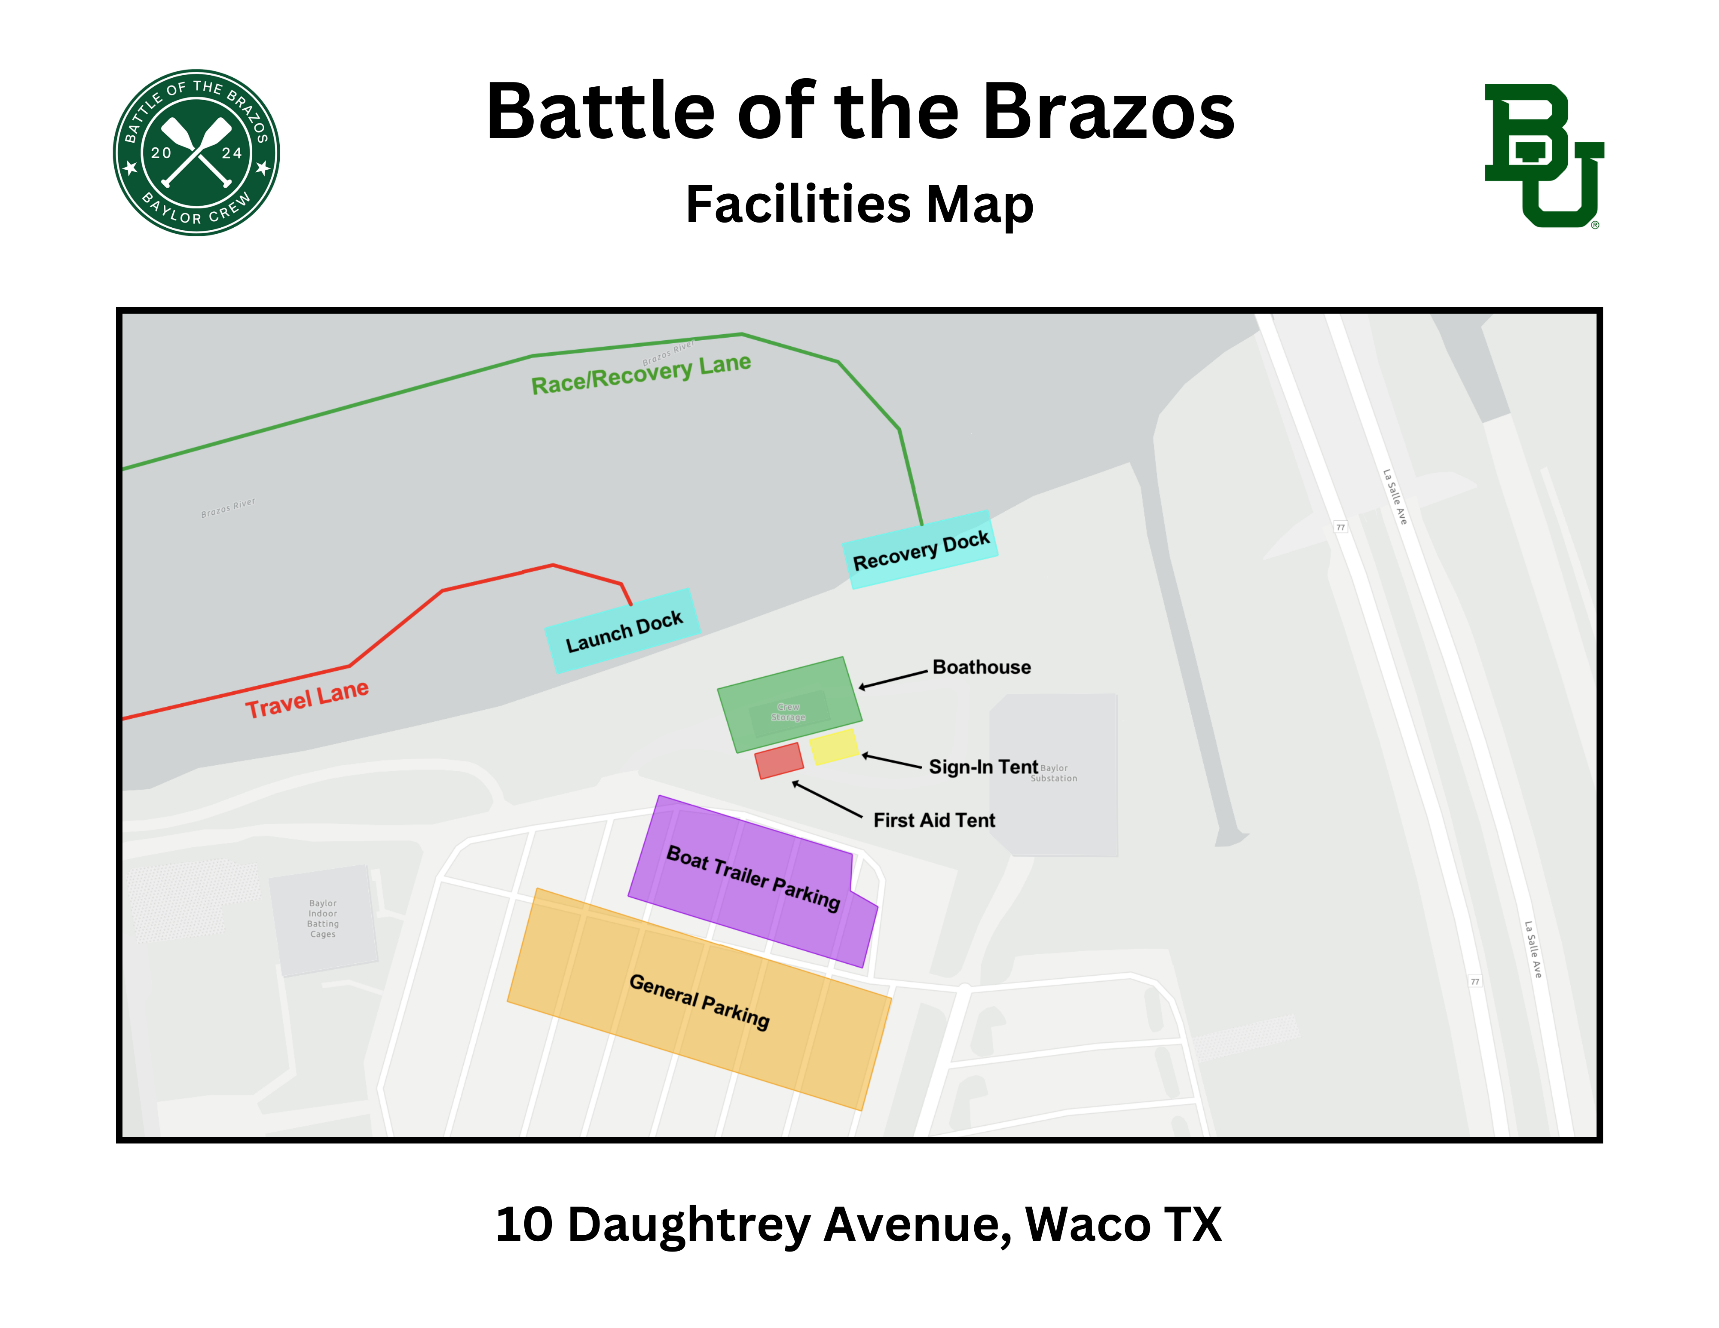 BATTLE OF THE BRAZOS
20 24
BAYLOR CREW
Battle of the Brazos
Facilities Map
BU
®
Brazos River
Race/Recovery Lane
La Salle Ave
Brazos River
77
Recovery Dock
Launch Dock
Travel Lane
Boathouse
Crew
Storage
Sign-In Tent
Baylor
Substation
First Aid Tent
Boat Trailer Parking
Baylor
Indoor
Batting
Cages
La Salle Ave
General Parking
77
10 Daughtrey Avenue, Waco TX